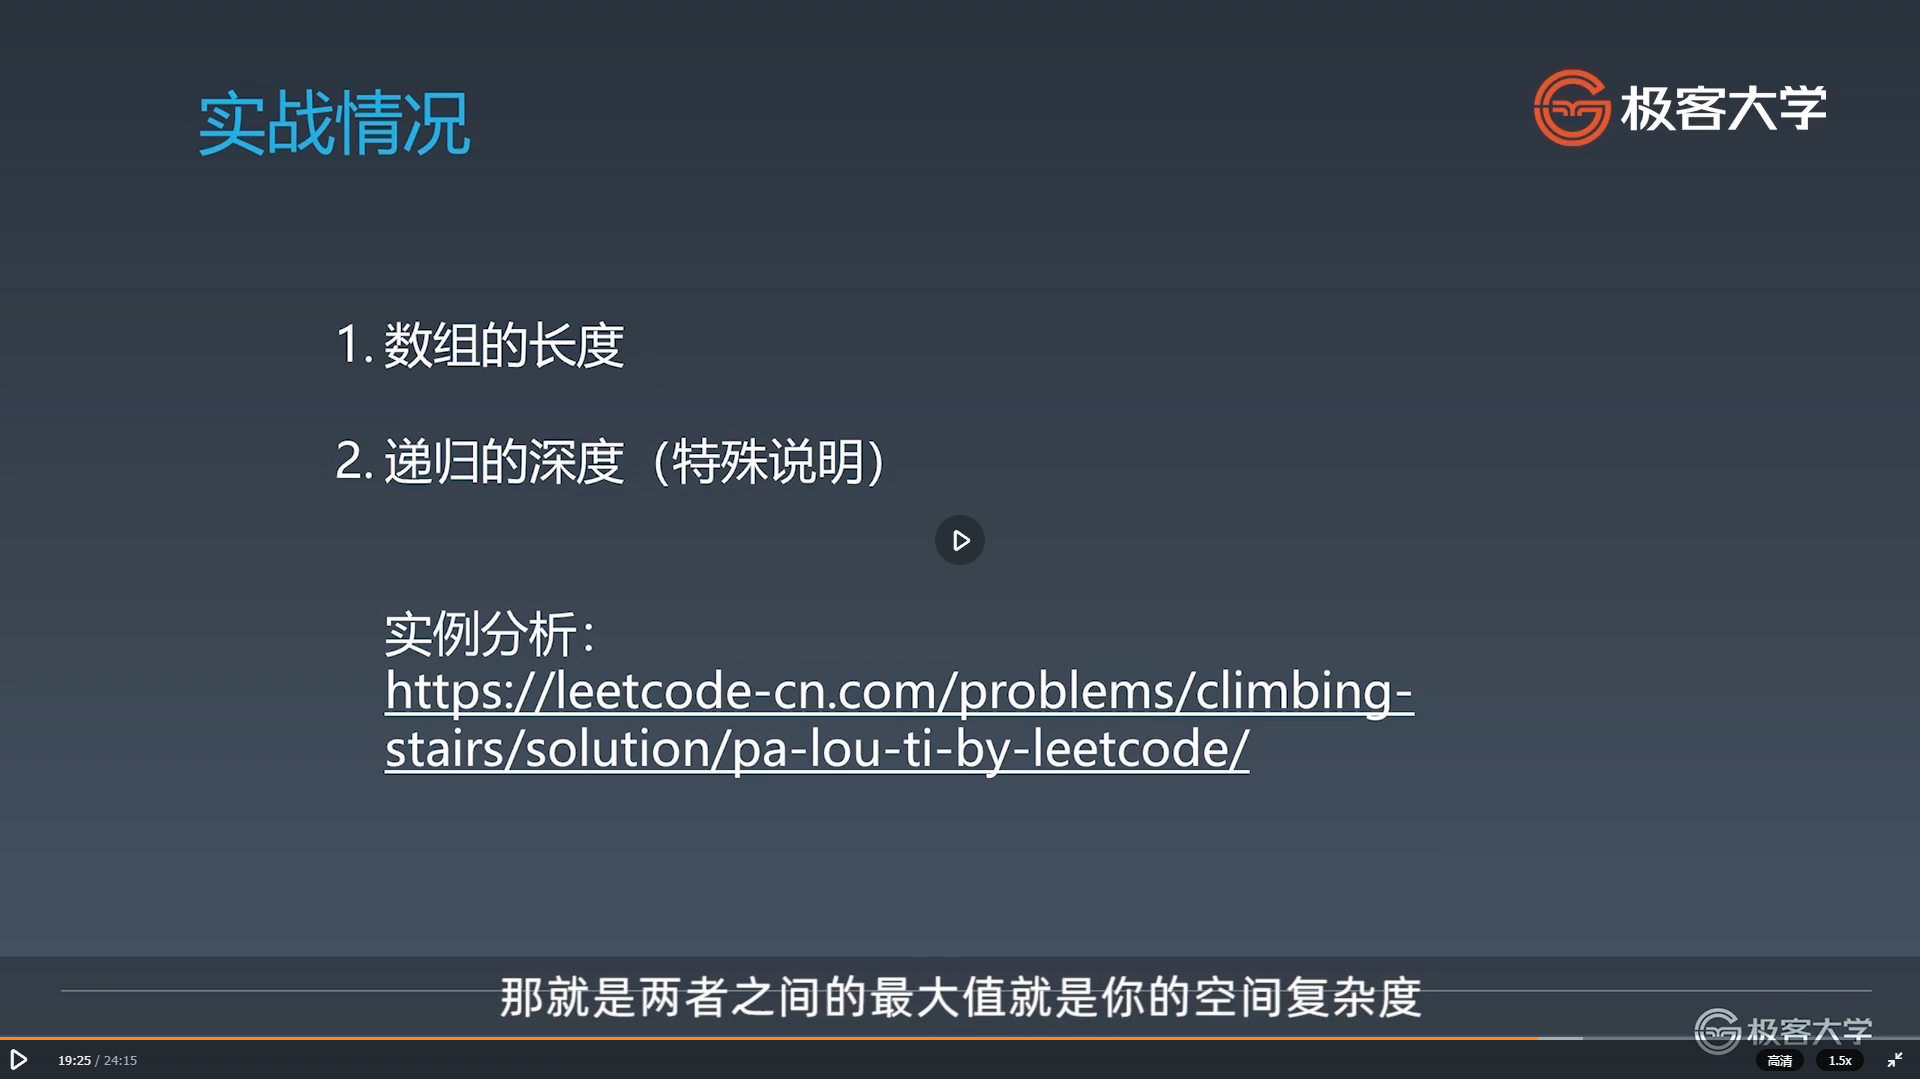 实战情况
极客大学
1. 数组的长度
2. 递归的深度（特殊说明）
实例分析：
https://leetcode-cn.com/problems/climbing-
stairs/solution/pa-lou-ti-by-leetcode/
那就是两者之间的最大值就是你的空间复杂度
极客大学
19:25 / 24:15
高清
1.5x